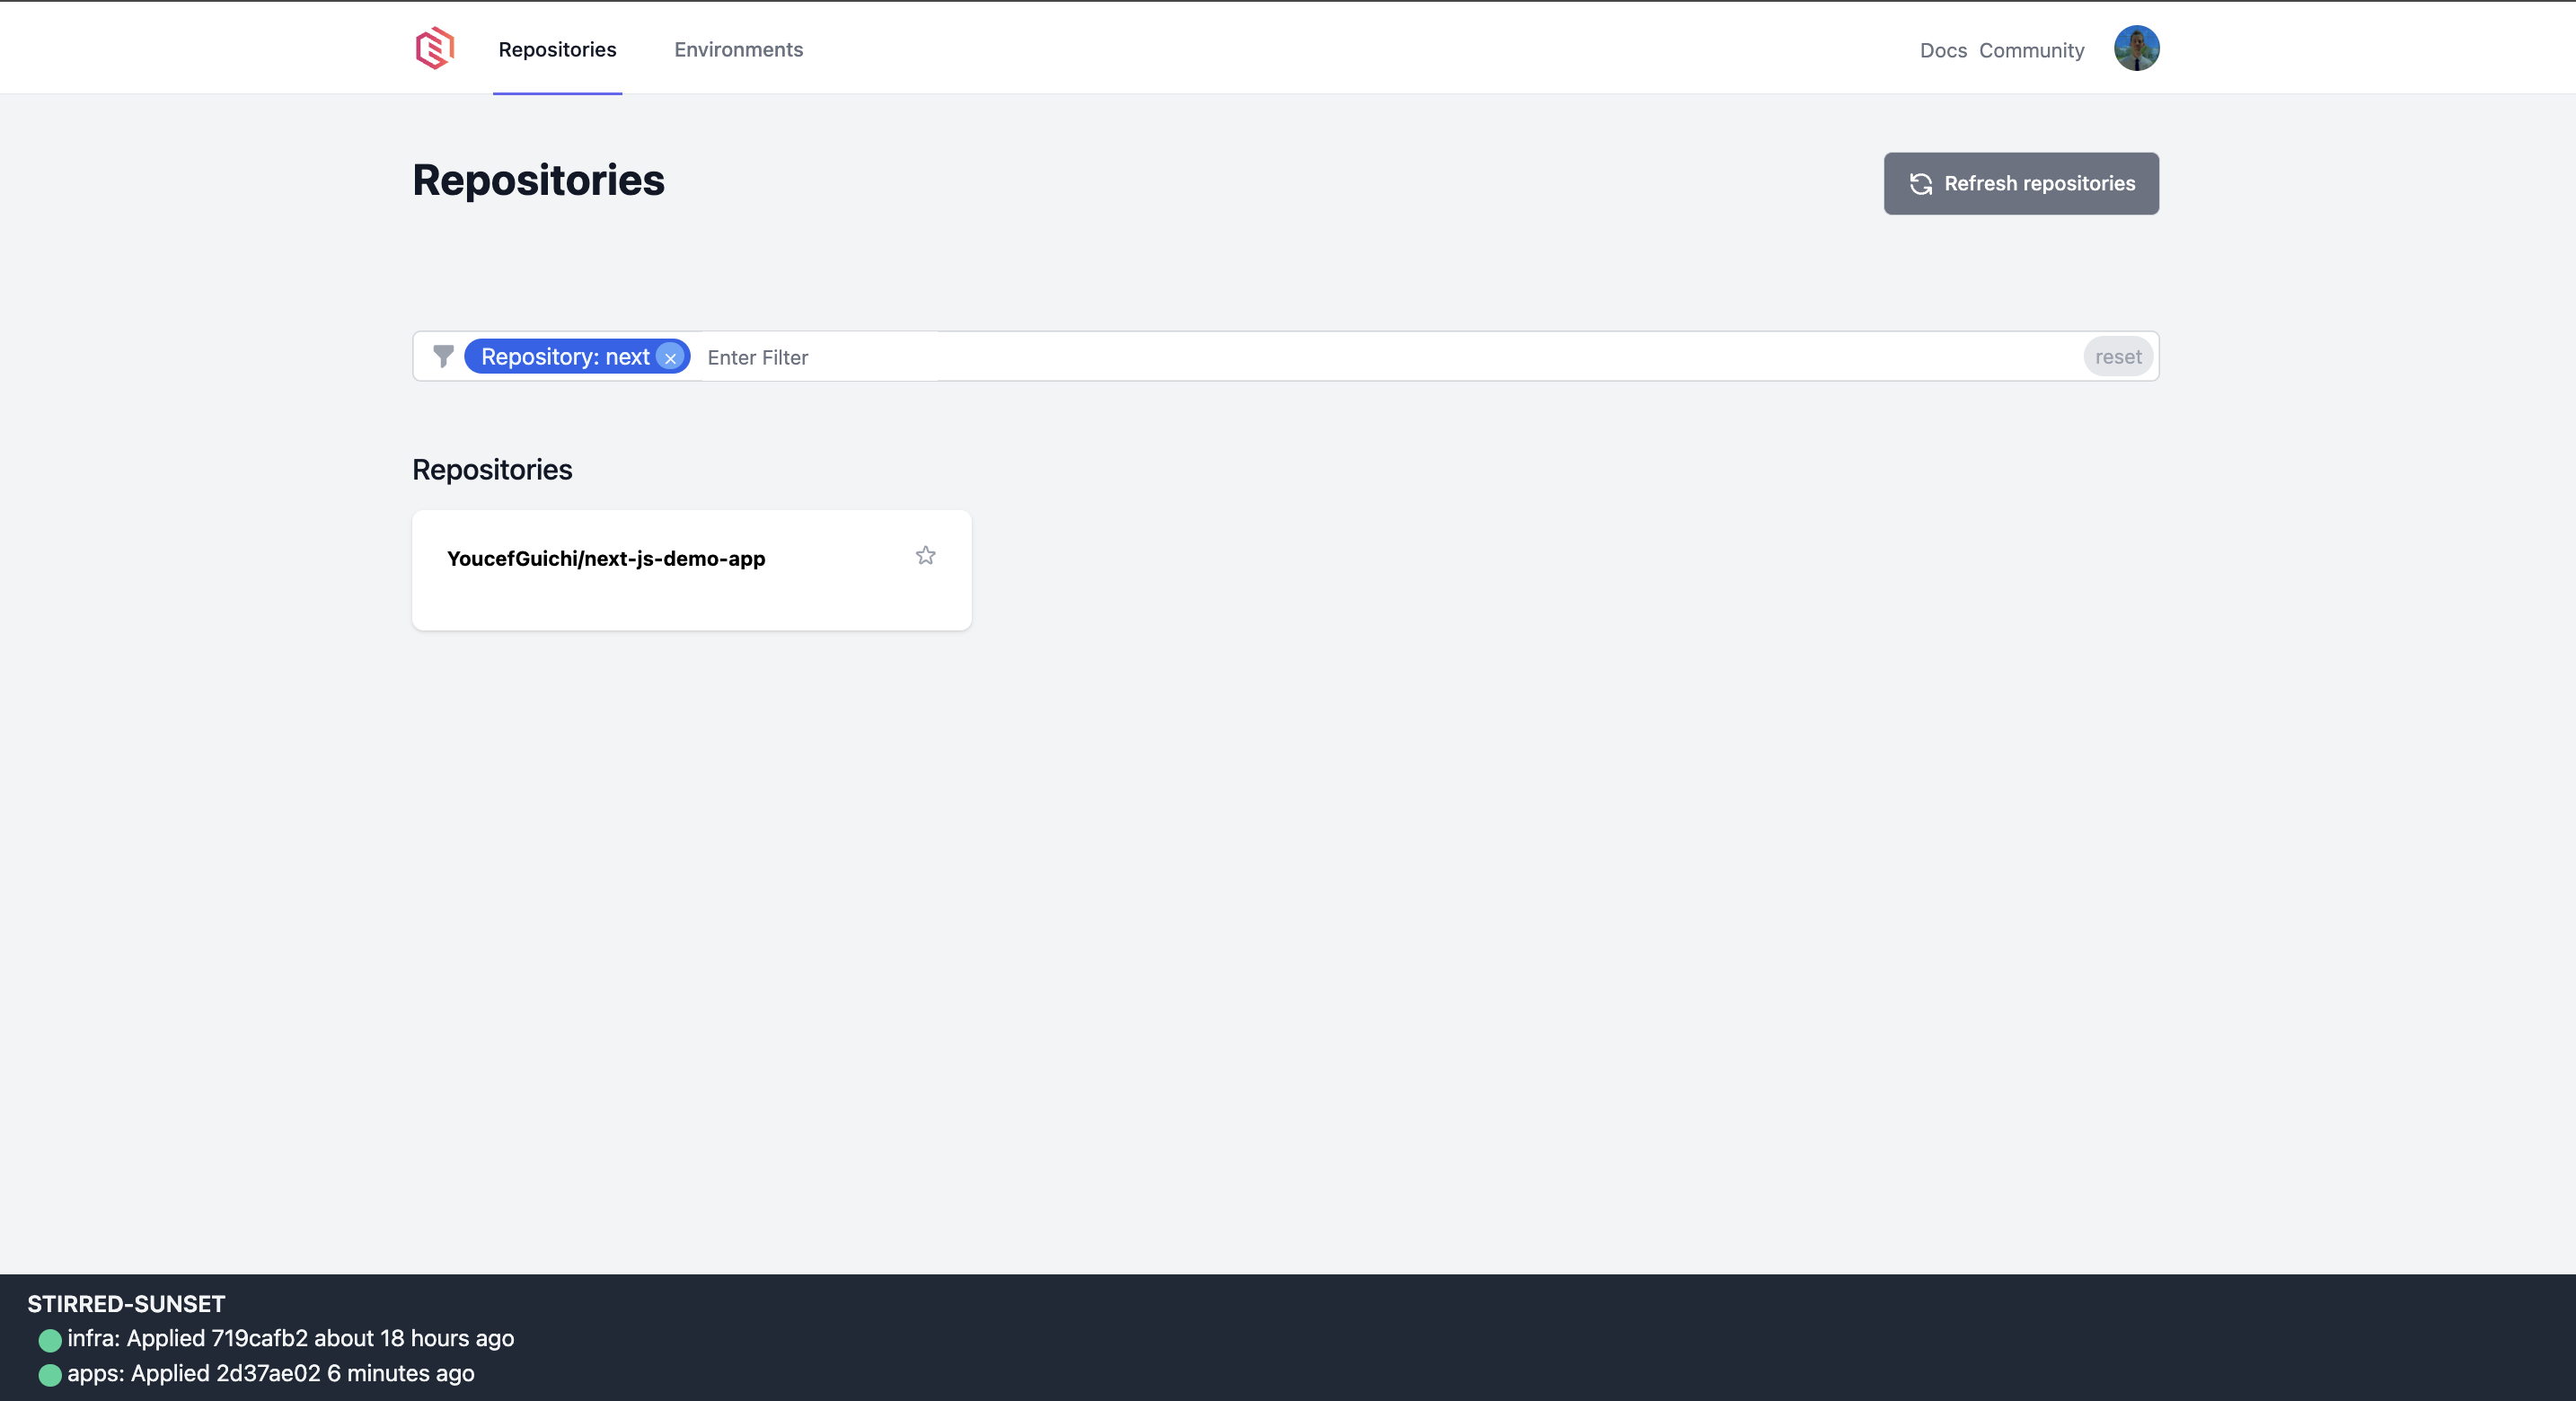 Repositories
Environments
Docs
Community
Repositories
Refresh repositories
Repository: next
Enter Filter
reset
Repositories
YoucefGuichi/next-js-demo-app
STIRRED-SUNSET
infra: Applied 719cafb2 about 18 hours ago
apps: Applied 2d37ae02 6 minutes ago